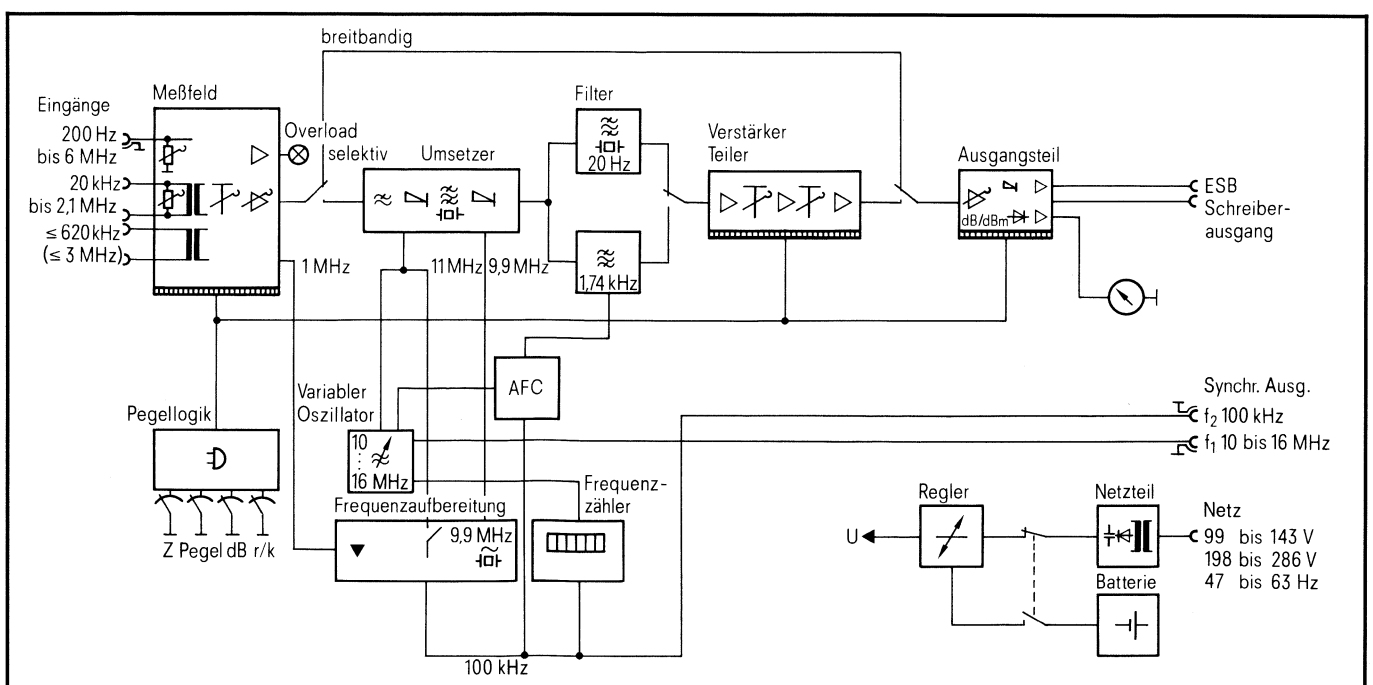 breitbandig
Eingänge
200 Hz
bis 6 MHz
20 kHz
bis 2,1 MHz
≤ 620 kHz
(≤ 3 MHz)
Meßfeld
Overload
selektiv
1 MHz
Umsetzer
11 MHz
9,9 MHz
Filter
20 Hz
1,74 kHz
Verstärker
Teiler
Ausgangsteil
dB/dBm
ESB
Schreiber-
ausgang
AFC
Pegellogik
Z Pegel dB r/k
Variabler
Oszillator
10
⋮
16 MHz
Frequenzaufbereitung
9,9 MHz
Frequenz-
zähler
100 kHz
Synchr. Ausg.
f₂ 100 kHz
f₁ 10 bis 16 MHz
U
Regler
Netzteil
Batterie
Netz
99 bis 143 V
198 bis 286 V
47 bis 63 Hz